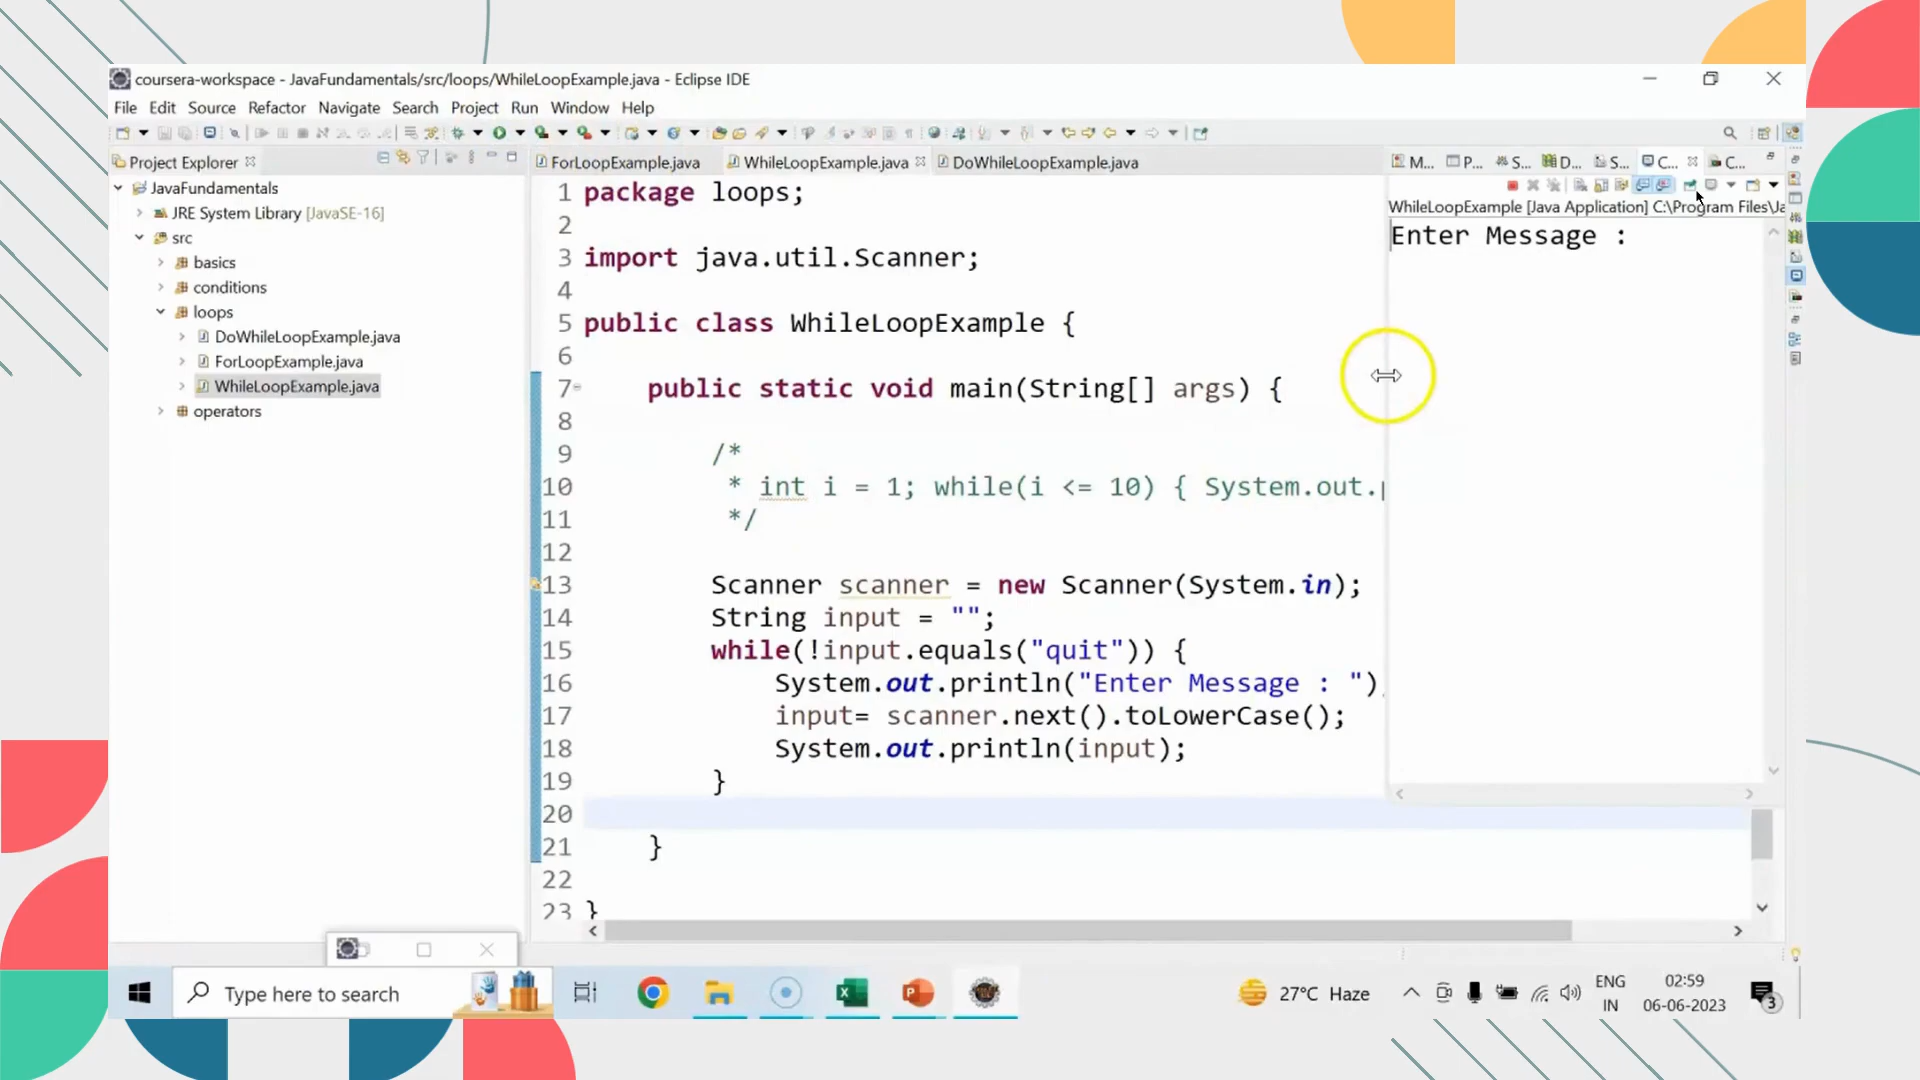 coursera-workspace - JavaFundamentals/src/loops/WhileLoopExample.java - Eclipse IDE
File Edit Source Refactor Navigate Search Project Run Window Help
Project Explorer
JavaFundamentals
JRE System Library [JavaSE-16]
src
basics
conditions
loops
DoWhileLoopExample.java
ForLoopExample.java
WhileLoopExample.java
operators
ForLoopExample.java WhileLoopExample.java DoWhileLoopExample.java
1 package loops;
2
3 import java.util.Scanner;
4
5 public class WhileLoopExample {
6
7 public static void main(String[] args) {
8
9 /*
10 * int i = 1; while(i <= 10) { System.out.
11 */
12
13 Scanner scanner = new Scanner(System.in);
14 String input = "";
15 while(!input.equals("quit")) {
16 System.out.println("Enter Message : ")
17 input= scanner.next().toLowerCase();
18 System.out.println(input);
19 }
20
21 }
22
23 }
M... P... S... D... S... C... C...
WhileLoopExample [Java Application] C:\Program Files\Ja
Enter Message :
Type here to search
27°C Haze
ENG
IN
02:59
06-06-2023
3